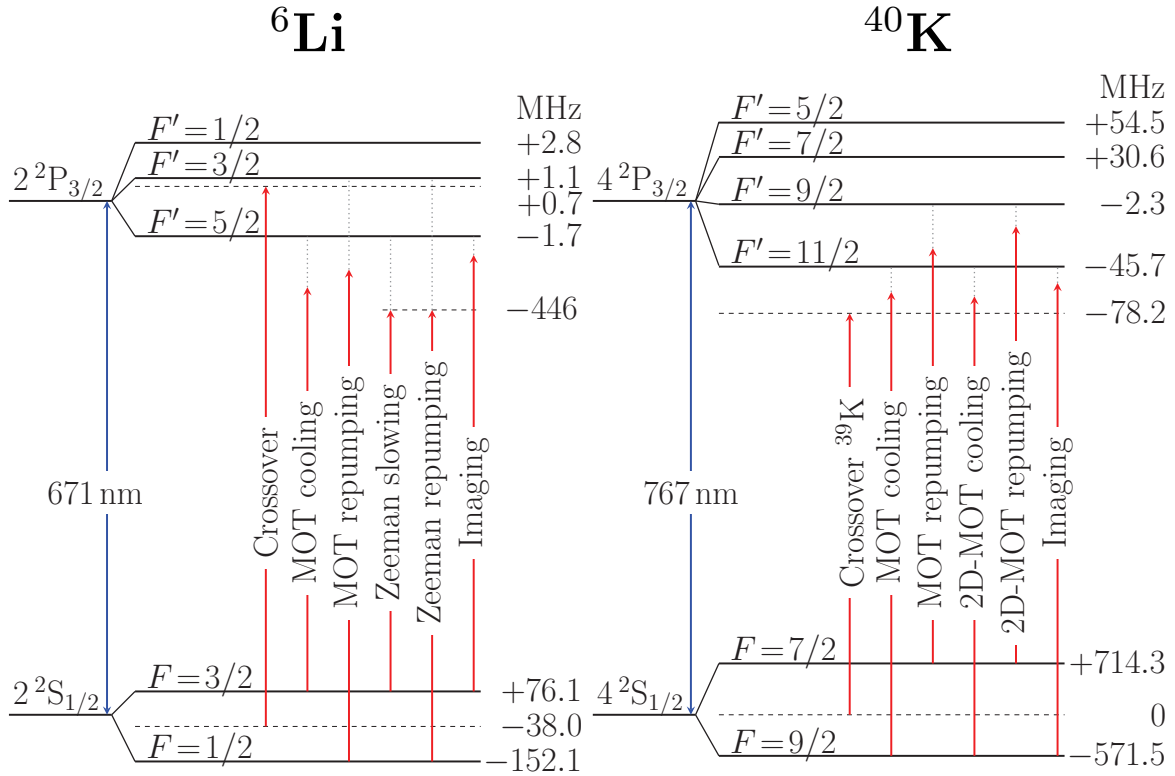 ⁶Li
MHz
F′ = 1/2
+2.8
F′ = 3/2
+1.1
2 ²P₃/₂
+0.7
F′ = 5/2
−1.7
−446
671 nm
Crossover
MOT cooling
MOT repumping
Zeeman slowing
Zeeman repumping
Imaging
F = 3/2
+76.1
2 ²S₁/₂
−38.0
F = 1/2
−152.1
⁴⁰K
MHz
F′ = 5/2
+54.5
F′ = 7/2
+30.6
4 ²P₃/₂
F′ = 9/2
−2.3
F′ = 11/2
−45.7
−78.2
767 nm
Crossover ³⁹K
MOT cooling
MOT repumping
2D-MOT cooling
2D-MOT repumping
Imaging
F = 7/2
+714.3
4 ²S₁/₂
0
F = 9/2
−571.5